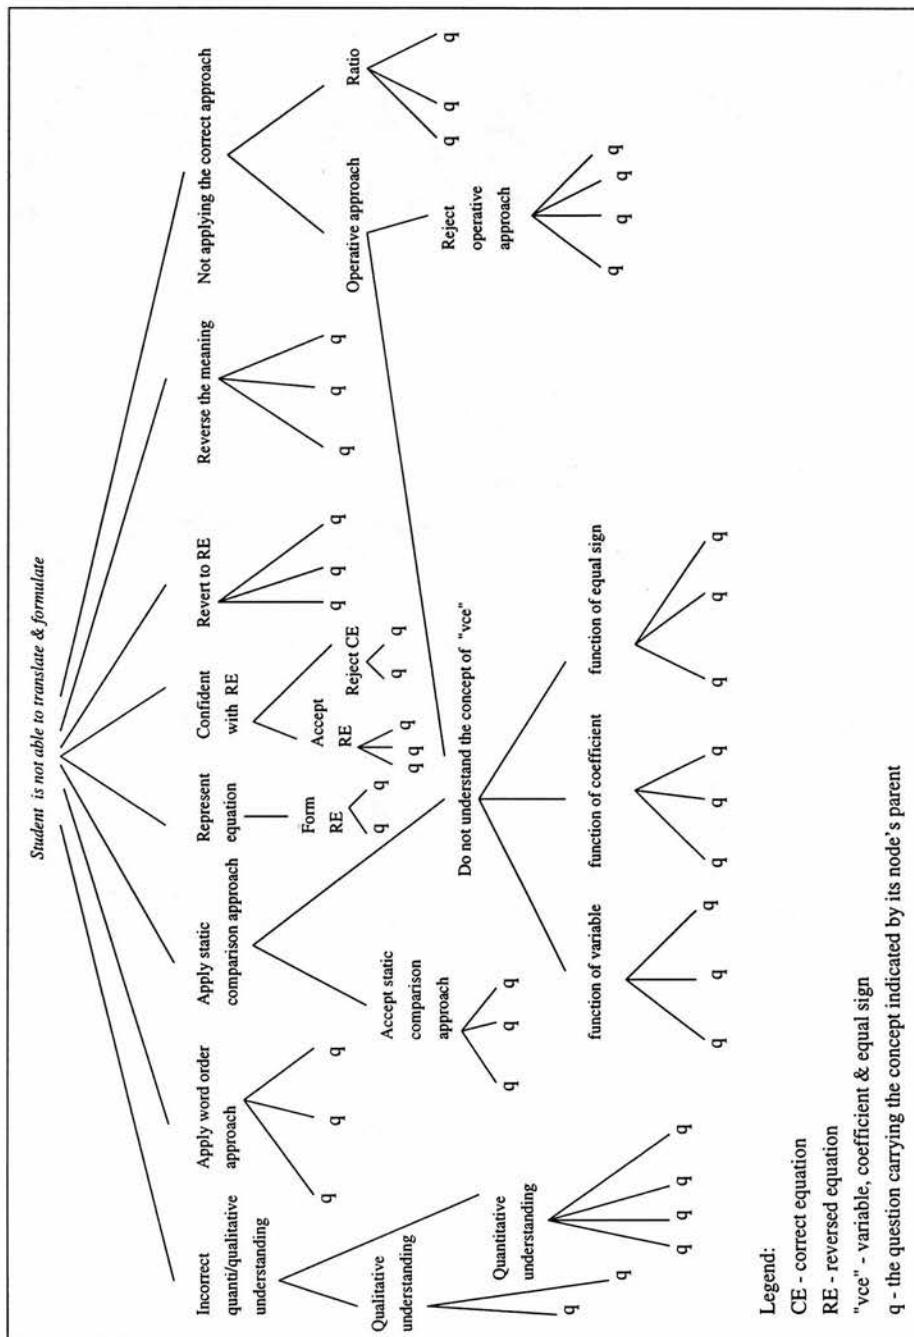 Student is not able to translate & formulate
Incorrect
quanti/qualitative
understanding
Apply word order
approach
Apply static
comparison approach
Represent
equation
Confident
with RE
Revert to RE
Reverse the meaning
Not applying the correct approach
Qualitative
understanding
Quantitative
understanding
q
q
q
q
q
q
q
q
q
Accept static
comparison
approach
q
q
q
Form
RE
q
q
Accept
RE
q
q
q
Reject CE
q
q
q
q
q
q
q
q
Operative approach
Ratio
q
q
q
Reject
operative
approach
q
q
q
q
Do not understand the concept of "vce"
function of variable
function of coefficient
function of equal sign
q
q
q
q
q
q
q
q
q
Legend:
CE - correct equation
RE - reversed equation
"vce" - variable, coefficient & equal sign
q - the question carrying the concept indicated by its node's parent